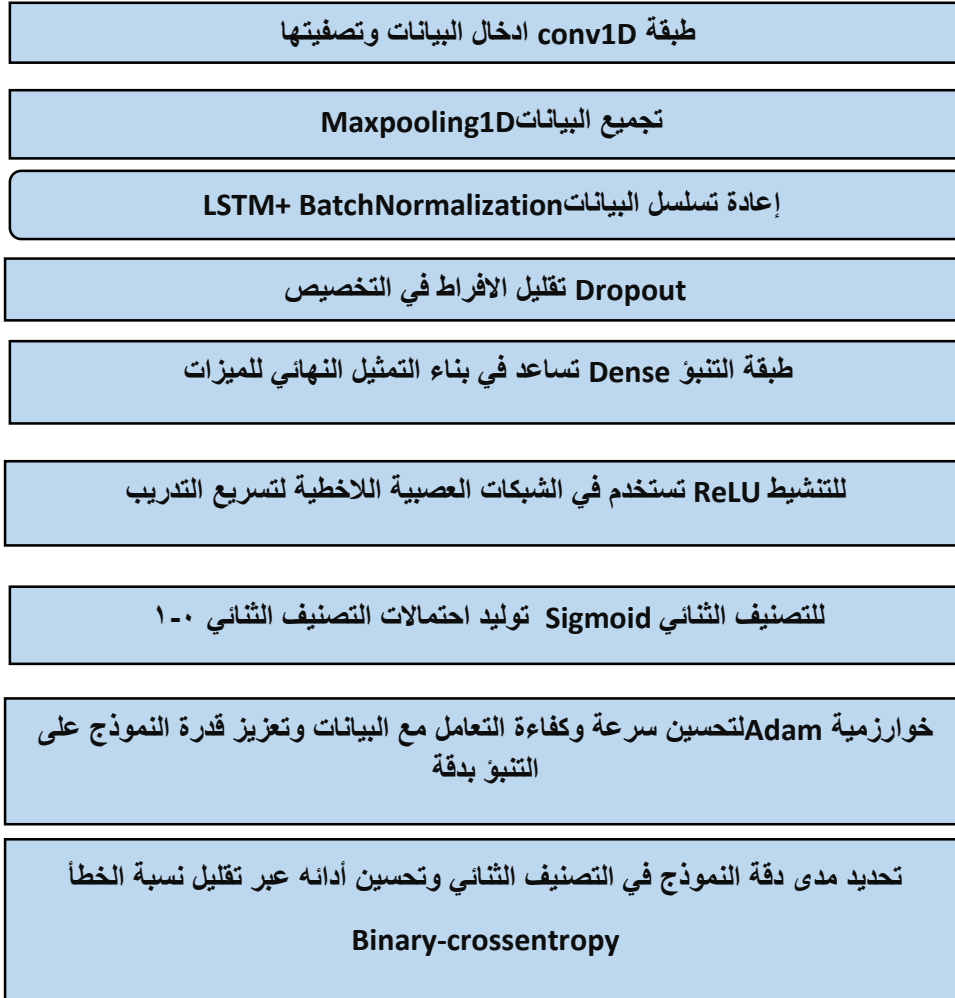 طبقة conv1D ادخال البيانات وتصفيتها
تجميع البياناتMaxpooling1D
إعادة تسلسل البياناتLSTM+ BatchNormalization
Dropout تقليل الافراط في التخصيص
طبقة التنبؤ Dense تساعد في بناء التمثيل النهائي للميزات
للتنشيط ReLU تستخدم في الشبكات العصبية اللاخطية لتسريع التدريب
للتصنيف الثنائي Sigmoid توليد احتمالات التصنيف الثنائي ٠-١
خوارزمية Adamلتحسين سرعة وكفاءة التعامل مع البيانات وتعزيز قدرة النموذج على
التنبؤ بدقة
تحديد مدى دقة النموذج في التصنيف الثنائي وتحسين أدائه عبر تقليل نسبة الخطأ
Binary-crossentropy